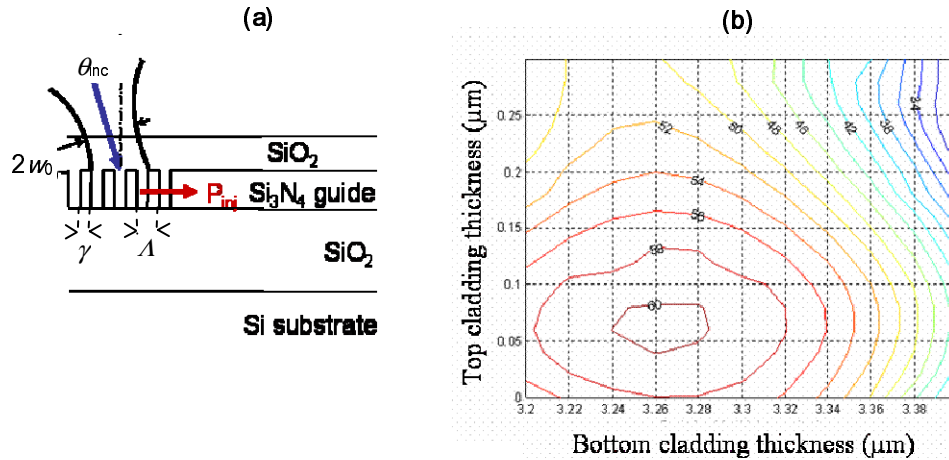 (a)
θinc
SiO2
2 w0
Pinj
Si3N4 guide
> <
> <
γ
Λ
SiO2
Si substrate
(b)
Top cladding thickness (μm)
0.25
0.2
0.15
0.1
0.05
0
3.2
3.22
3.24
3.26
3.28
3.3
3.32
3.34
3.36
3.38
52
50
48
46
42
38
34
54
56
58
60
Bottom cladding thickness (μm)